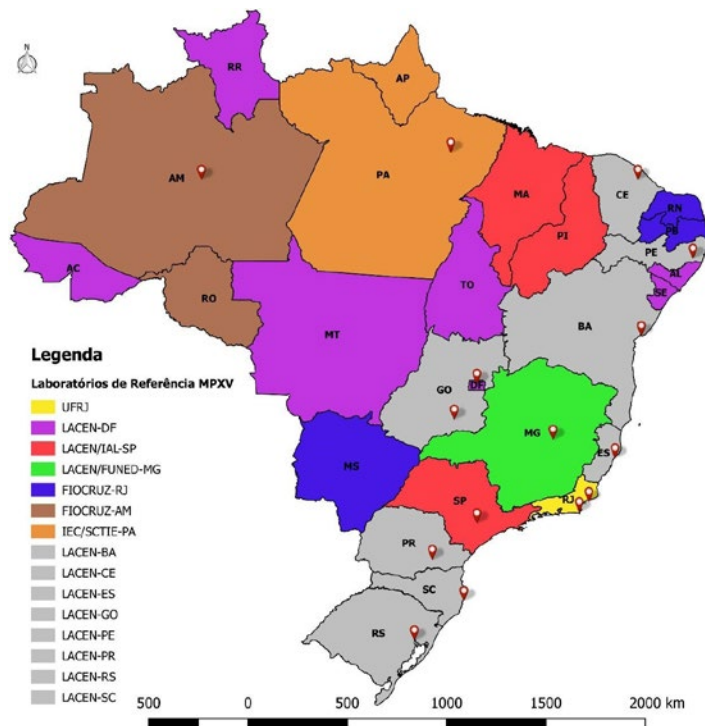 N
RR
AP
AM
PA
MA
CE
RN
PB
PI
PE
AC
AL
SE
TO
RO
BA
MT
GO
DF
MG
MS
ES
SP
RJ
PR
SC
RS
Legenda
Laboratórios de Referência MPXV
UFRJ
LACEN-DF
LACEN/IAL-SP
LACEN/FUNED-MG
FIOCRUZ-RJ
FIOCRUZ-AM
IEC/SCTIE-PA
LACEN-BA
LACEN-CE
LACEN-ES
LACEN-GO
LACEN-PE
LACEN-PR
LACEN-RS
LACEN-SC
500 0 500 1000 1500 2000 km